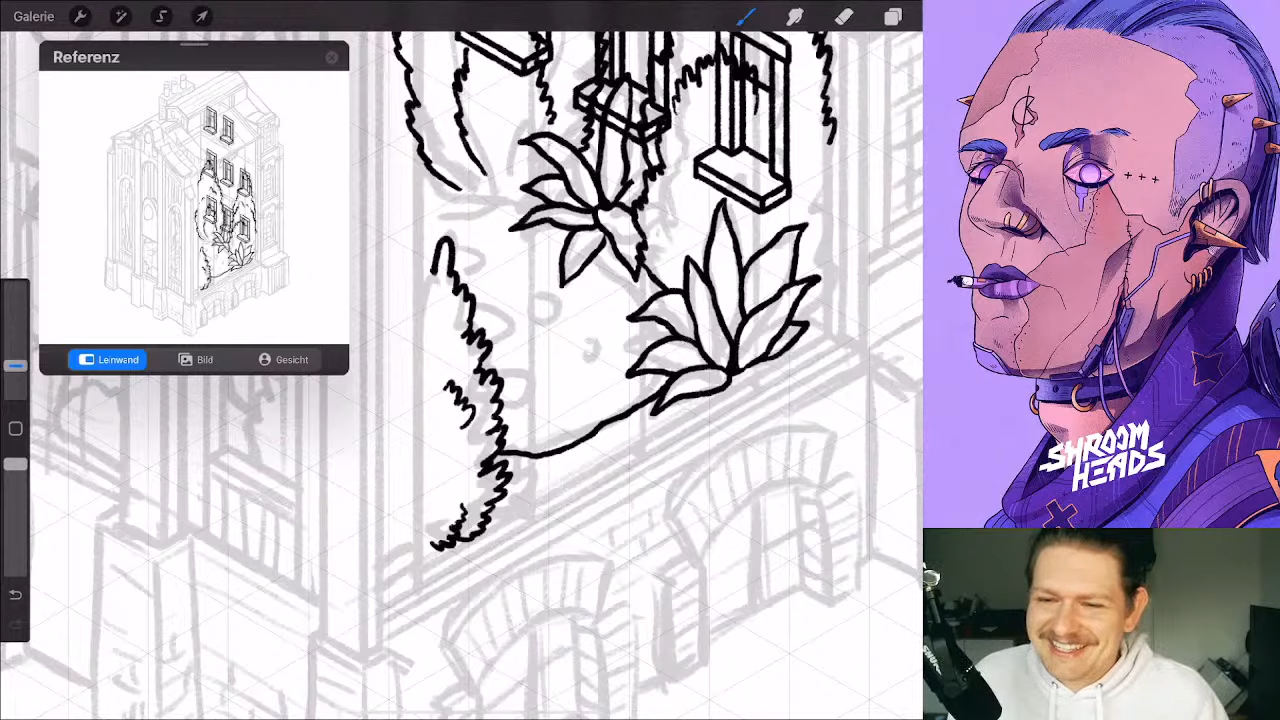 Galerie
Referenz
Leinwand
Bild
Gesicht
SHROOM
HEADS